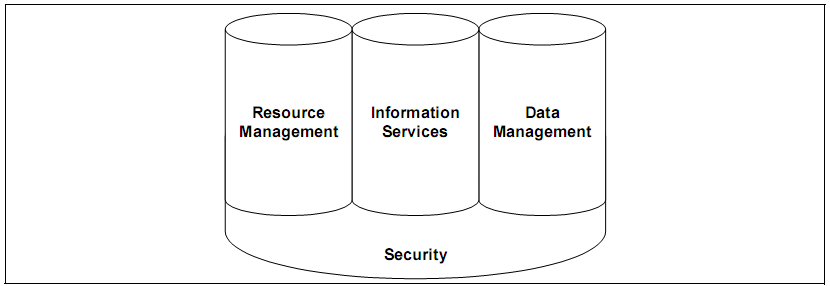 Resource
Management
Information
Services
Data
Management
Security